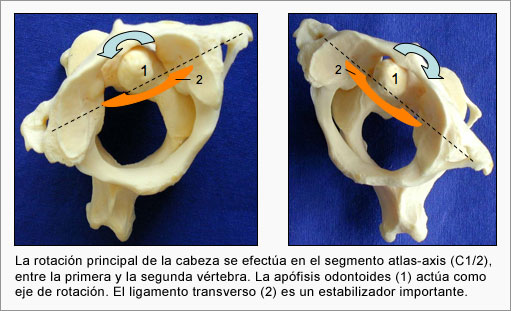 1
2
2
1
La rotación principal de la cabeza se efectúa en el segmento atlas-axis (C1/2),
entre la primera y la segunda vértebra. La apófisis odontoides (1) actúa como
eje de rotación. El ligamento transverso (2) es un estabilizador importante.